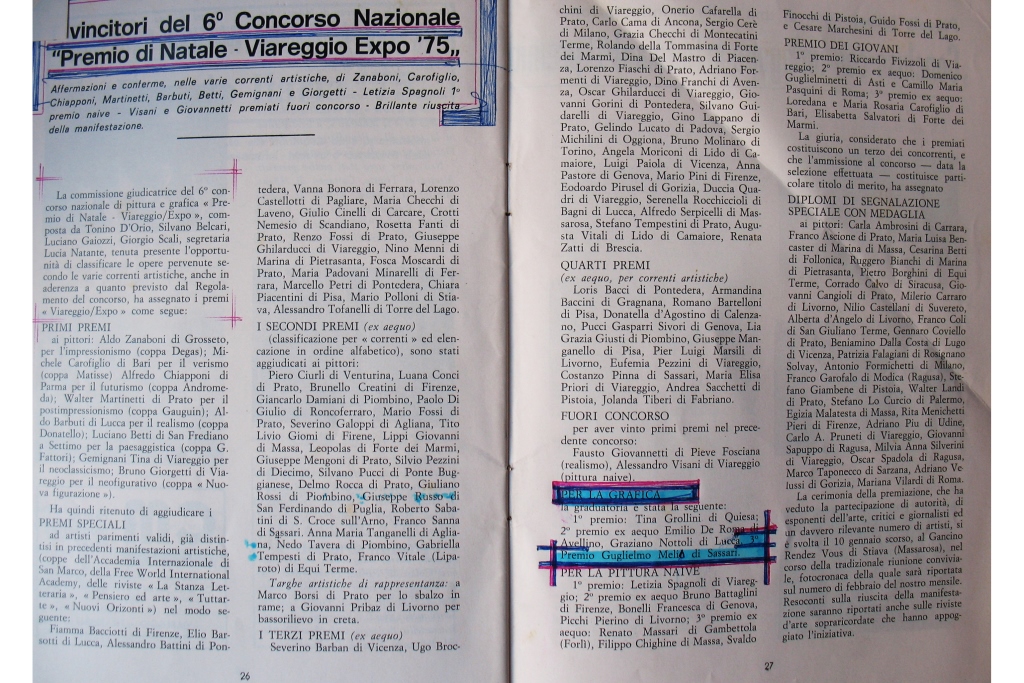 vincitori del 6º Concorso Nazionale
"Premio di Natale - Viareggio Expo '75„
Affermazioni e conferme, nelle varie correnti artistiche, di Zanaboni, Carofiglio,
Chiapponi, Martinetti, Barbuti, Betti, Gemignani e Giorgetti - Letizia Spagnoli 1º
premio naive - Visani e Giovannetti premiati fuori concorso - Brillante riuscita
della manifestazione.
La commissione giudicatrice del 6º con-
corso nazionale di pittura e grafica « Pre-
mio di Natale - Viareggio/Expo », com-
posta da Tonino D'Orio, Silvano Belcari,
Luciano Gaiozzi, Giorgio Scali, segretaria
Lucia Natante, tenuta presente l'opportu-
nità di classificare le opere pervenute se-
condo le varie correnti artistiche, anche in
aderenza a quanto previsto dal Regola-
mento del concorso, ha assegnato i premi
« Viareggio/Expo » come segue:
PRIMI PREMI
ai pittori: Aldo Zanaboni di Grosseto,
per l'impressionismo (coppa Degas); Mi-
chele Carofiglio di Bari per il verismo
(coppa Matisse) Alfredo Chiapponi di
Parma per il futurismo (coppa Androme-
da); Walter Martinetti di Prato per il
postimpressionismo (coppa Gauguin); Al-
do Barbuti di Lucca per il realismo (coppa
Donatello); Luciano Betti di San Frediano
a Settimo per la paesaggistica (coppa G.
Fattori); Gemignani Tina di Viareggio per
il neoclassicismo; Bruno Giorgetti di Via-
reggio per il neofigurativo (coppa « Nuo-
va figurazione »).
Ha quindi ritenuto di aggiudicare i
PREMI SPECIALI
ad artisti parimenti validi, già distin-
tisi in precedenti manifestazioni artistiche,
(coppe dell'Accademia Internazionale di
San Marco, della Free World International
Academy, delle riviste « La Stanza Let-
teraria », « Pensiero ed arte », « Tuttar-
te », « Nuovi Orizonti ») nel modo se-
guente:
Fiamma Bacciotti di Firenze, Elio Bar-
sotti di Lucca, Alessandro Battini di Pon-
tedera, Vanna Bonora di Ferrara, Lorenzo
Castellotti di Pagliare, Maria Checchi di
Laveno, Giulio Cinelli di Carcare, Crotti
Nemesio di Scandiano, Rosetta Fanti di
Prato, Renzo Fossi di Prato, Giuseppe
Ghilarducci di Viareggio, Nino Menni di
Marina di Pietrasanta, Fosca Moscardi di
Prato, Maria Padovani Minarelli di Fer-
rara, Marcello Petri di Pontedera, Chiara
Piacentini di Pisa, Mario Polloni di Stia-
va, Alessandro Tofanelli di Torre del Lago.
I SECONDI PREMI (ex aequo)
(classificazione per « correnti » ed elen-
cazione in ordine alfabetico), sono stati
aggiudicati ai pittori:
Piero Ciurli di Venturina, Luana Conci
di Prato, Brunello Creatini di Firenze,
Giancarlo Damiani di Piombino, Paolo Di
Giulio di Roncoferraro, Mario Fossi di
Prato, Severino Galoppi di Agliana, Tito
Livio Giomi di Firene, Lippi Giovanni
di Massa, Leopolas di Forte dei Marmi,
Giuseppe Mengoni di Prato, Silvio Pezzini
di Diecimo, Silvano Pucci di Ponte Bug-
gianese, Delmo Rocca di Prato, Giuliano
Rossi di Piombino, Giuseppe Russo di
San Ferdinando di Puglia, Roberto Saba-
tini di S. Croce sull'Arno, Franco Sanna
di Sassari. Anna Maria Tanganelli di Aglia-
na, Nedo Tavera di Piombino, Gabriella
Tempesti di Prato, Franco Vitale (Lipa-
roto) di Equi Terme.
Targhe artistiche di rappresentanza: a
Marco Borsi di Prato per lo sbalzo in
rame; a Giovanni Pribaz di Livorno per
bassorilievo in creta.
I TERZI PREMI (ex aequo)
Severino Barban di Vicenza, Ugo Broc-
26
chini di Viareggio, Onerio Cafarella di
Prato, Carlo Cama di Ancona, Sergio Cerè
di Milano, Grazia Checchi di Montecatini
Terme, Rolando della Tommasina di Forte
dei Marmi, Dina Del Mastro di Piacen-
za, Lorenzo Fiaschi di Prato, Adriano For-
menti di Viareggio, Dino Franchi di Aven-
za, Oscar Ghilarducci di Viareggio, Gio-
vanni Gorini di Pontedera, Silvano Gui-
darelli di Viareggio, Gino Lappano di
Prato, Gelindo Lucato di Padova, Sergio
Michilini di Oggiona, Bruno Molinaro di
Torino, Angela Moriconi di Lido di Ca-
maiore, Luigi Paiola di Vicenza, Anna
Pastore di Genova, Mario Pini di Firenze,
Eodoardo Pirusel di Gorizia, Duccia Qua-
dri di Viareggio, Serenella Rocchiccioli di
Bagni di Lucca, Alfredo Serpicelli di Mas-
sarosa, Stefano Tempestini di Prato, Augu-
sta Vitali di Lido di Camaiore, Renata
Zatti di Brescia.
QUARTI PREMI
(ex aequo, per correnti artistiche)
Loris Bacci di Pontedera, Armandina
Baccini di Gragnana, Romano Bartelloni
di Pisa, Donatella d'Agostino di Calenza-
no, Pucci Gasparri Sivori di Genova, Lia
Grazia Giusti di Piombino, Giuseppe Man-
ganello di Pisa, Pier Luigi Marsili di
Livorno, Eufemia Pezzini di Viareggio,
Costanzo Pinna di Sassari, Maria Elisa
Priori di Viareggio, Andrea Sacchetti di
Pistoia, Jolanda Tiberi di Fabriano.
FUORI CONCORSO
per aver vinto primi premi nel prece-
dente concorso:
Fausto Giovannetti di Pieve Fosciana
(realismo), Alessandro Visani di Viareggio
(pittura naive).
PER LA GRAFICA
la graduatoria è stata la seguente:
1º premio: Tina Grollini di Quiesa;
2º premio ex aequo Emilio De Roma di
Avellino, Graziano Nottoli di Lucca, 3º
Premio Guglielmo Melis di Sassari.
PER LA PITTURA NAIVE
1º premio: Letizia Spagnoli di Viareg-
gio; 2º premio ex aequo Bruno Battaglini
di Firenze, Bonelli Francesca di Genova,
Picchi Pierino di Livorno; 3º premio ex
aequo: Renato Massari di Gambettola
(Forlì), Filippo Chighine di Massa, Svaldo
Finocchi di Pistoia, Guido Fossi di Prato,
e Cesare Marchesini di Torre del Lago.
PREMIO DEI GIOVANI
1º premio: Riccardo Fivizzoli di Via-
reggio; 2º premio ex aequo: Domenico
Guglielminetti di Asti e Camillo Maria
Pasquini di Roma; 3º premio ex aequo:
Loredana e Maria Rosaria Carofiglio di
Bari, Elisabetta Salvatori di Forte dei
Marmi.
La giuria, considerato che i premiati
costituiscono un terzo dei concorrenti, e
che l'ammissione al concorso — data la
selezione effettuata — costituisce parti-
colare titolo di merito, ha assegnato
DIPLOMI DI SEGNALAZIONE
SPECIALE CON MEDAGLIA
ai pittori: Carla Ambrosini di Carrara,
Franco Ascione di Prato, Maria Luisa Ben-
caster di Marina di Massa, Cesarina Betti
di Follonica, Ruggero Bianchi di Marina
di Pietrasanta, Pietro Borghini di Equi
Terme, Corrado Calvo di Siracusa, Gio-
vanni Cangioli di Prato, Milerio Carraro
di Livorno, Nilio Castellani di Suvereto,
Alberta d'Angelo di Livorno, Franco Coli
di San Giuliano Terme, Gennaro Coviello
di Prato, Beniamino Dalla Costa di Lugo
di Vicenza, Patrizia Falagiani di Rosignano
Solvay, Antonio Formichetti di Milano,
Franco Garofalo di Modica (Ragusa), Ste-
fano Giambene di Pistoia, Walter Landi
di Prato, Stefano Lo Curcio di Palermo,
Egizia Malatesta di Massa, Rita Menichetti
Pieri di Firenze, Adriano Piu di Udine,
Carlo A. Pruneti di Viareggio, Giovanni
Sapuppo di Ragusa, Milvia Anna Silverini
di Viareggio, Oscar Spadola di Ragusa,
Marco Taponecco di Sarzana, Adriano Ve-
lussi di Gorizia, Mariana Vilardi di Roma.
La cerimonia della premiazione, che ha
veduto la partecipazione di autorità, di
esponenti dell'arte, critici e giornalisti ed
un davvero rilevante numero di artisti, si
è svolta il 10 gennaio scorso, al Gancino
Rendez Vous di Stiava (Massarosa), nel
corso della tradizionale riunione convivia-
le, fotocronaca della quale sarà riportata
sul numero di febbraio del nostro mensile.
Resoconti sulla riuscita della manifesta-
zione saranno riportati anche sulle riviste
d'arte sopraricordate che hanno appog-
giato l'iniziativa.
27